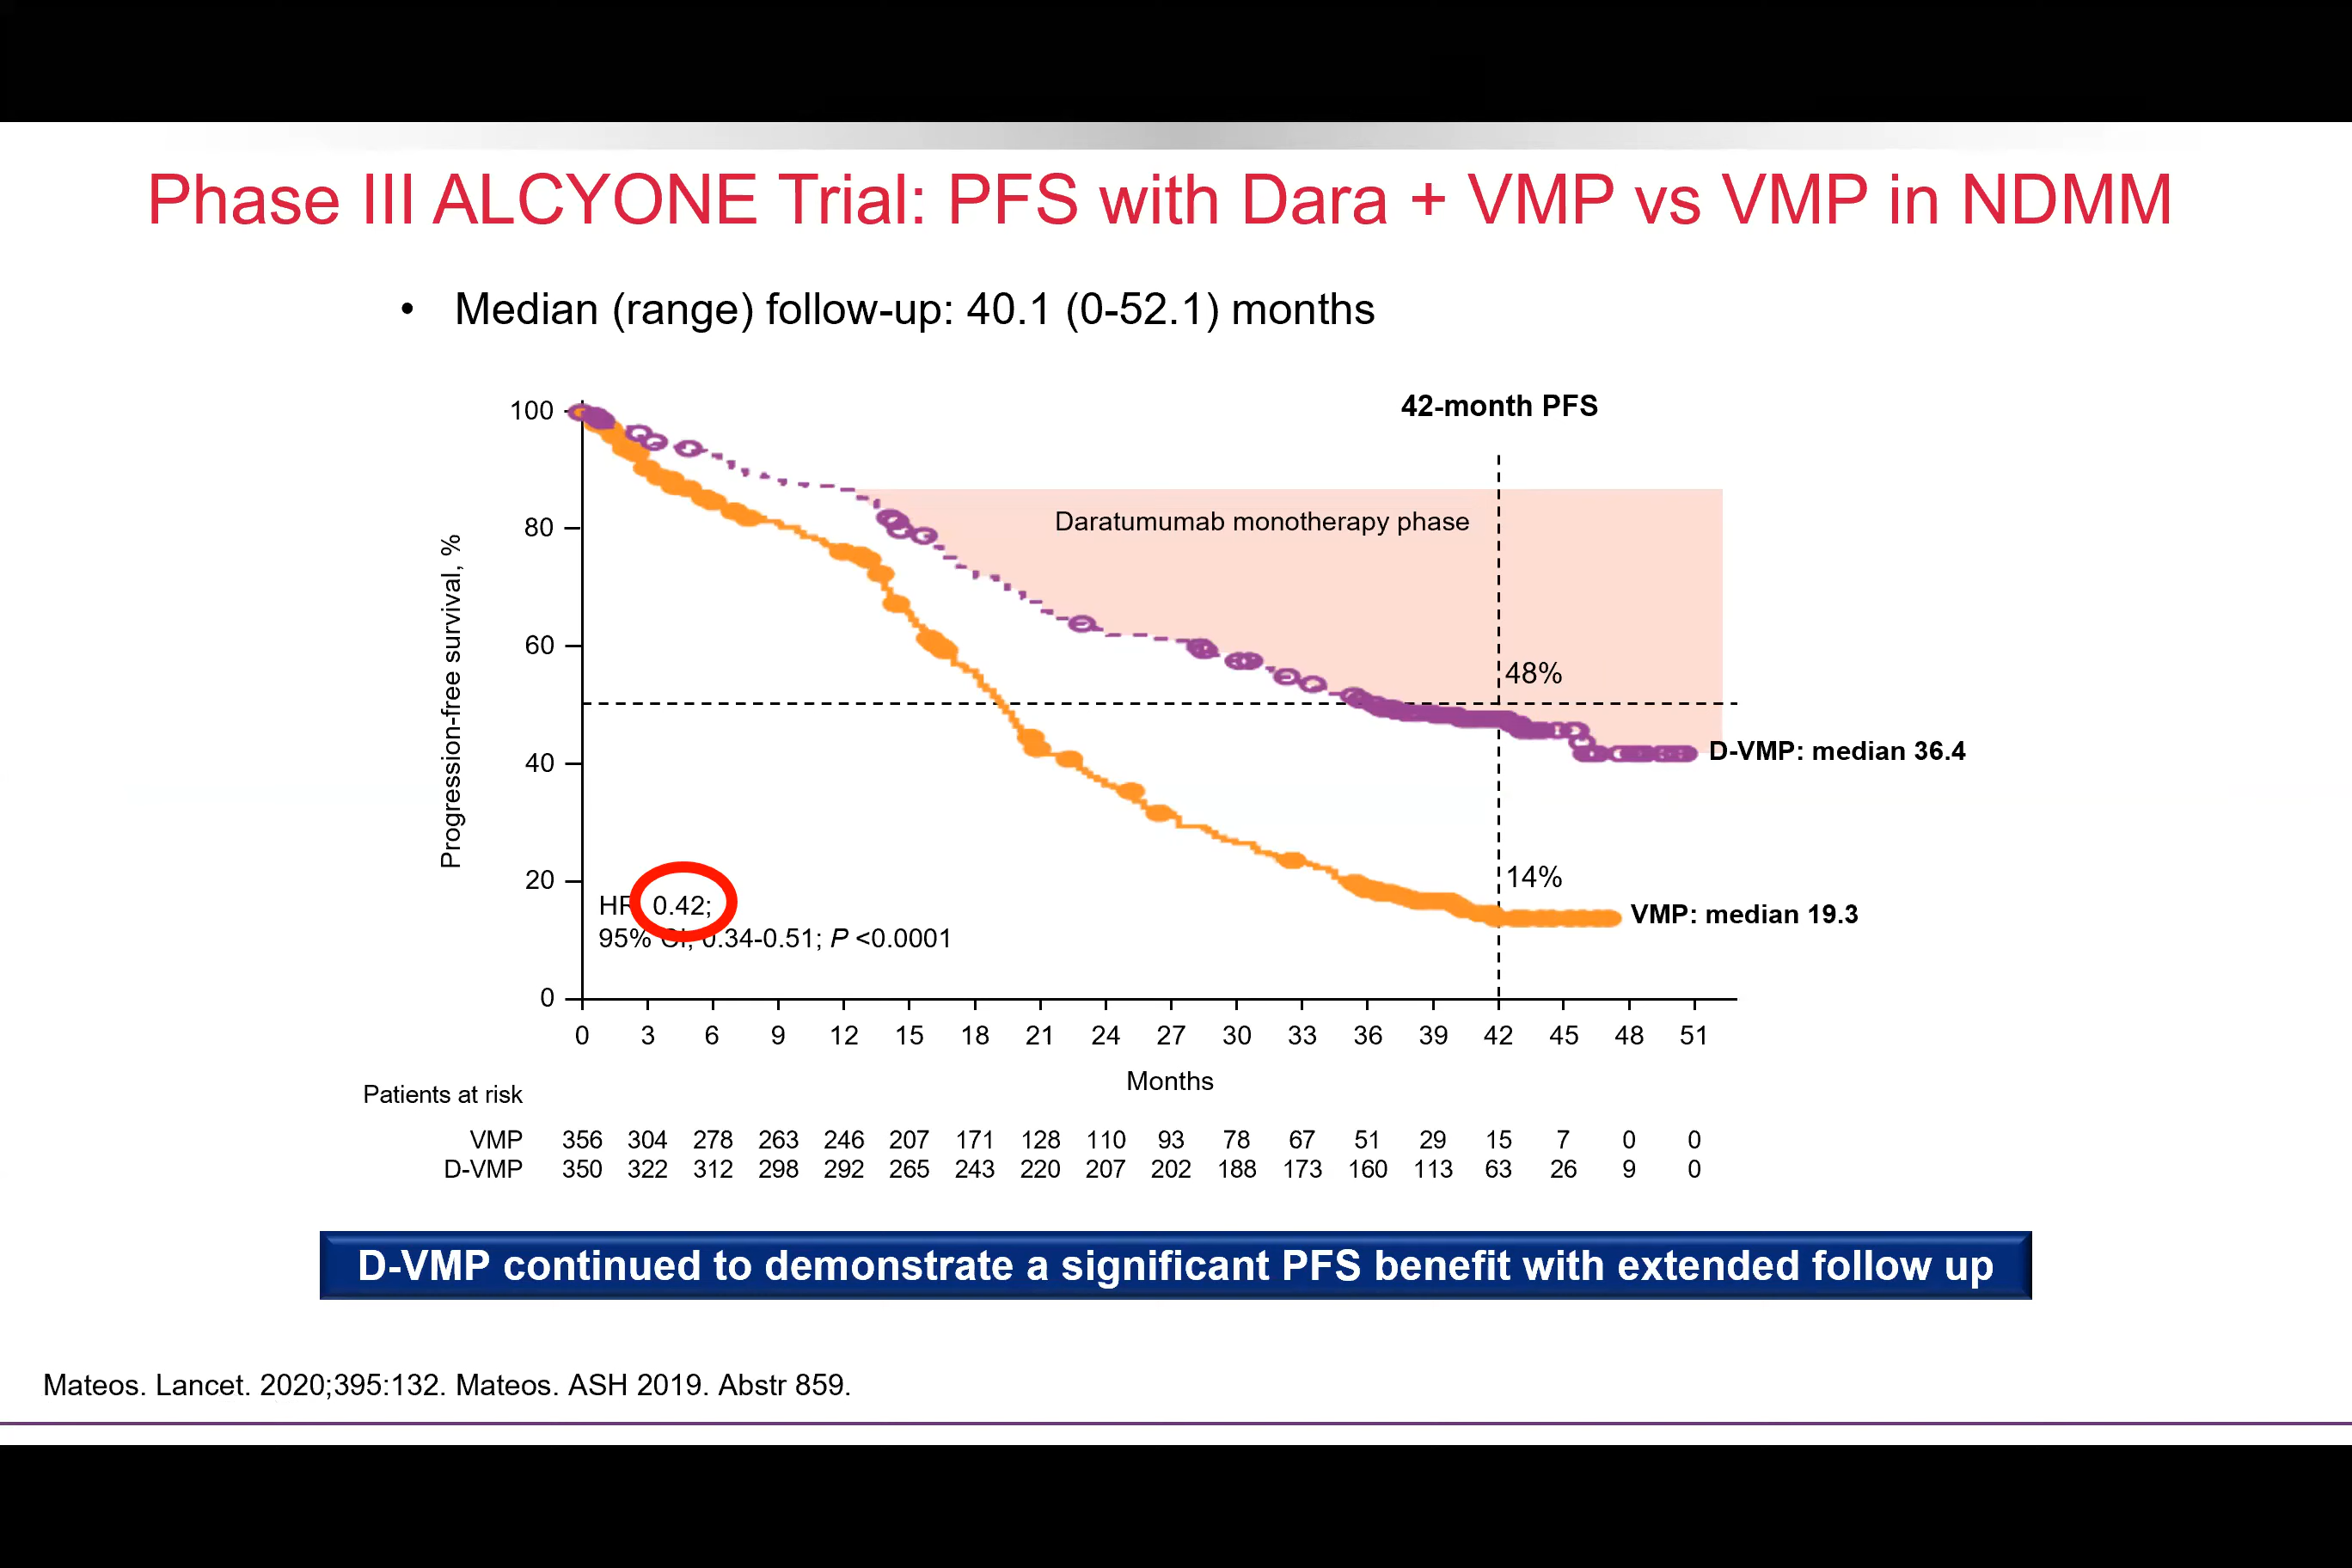 Phase III ALCYONE Trial: PFS with Dara + VMP vs VMP in NDMM
• Median (range) follow-up: 40.1 (0-52.1) months
42-month PFS
Progression-free survival, %
100
80
60
40
20
0
Daratumumab monotherapy phase
48%
D-VMP: median 36.4
14%
VMP: median 19.3
HR 0.42;
95% CI, 0.34-0.51; P <0.0001
0 3 6 9 12 15 18 21 24 27 30 33 36 39 42 45 48 51
Months
Patients at risk
VMP 356 304 278 263 246 207 171 128 110 93 78 67 51 29 15 7 0 0
D-VMP 350 322 312 298 292 265 243 220 207 202 188 173 160 113 63 26 9 0
D-VMP continued to demonstrate a significant PFS benefit with extended follow up
Mateos. Lancet. 2020;395:132. Mateos. ASH 2019. Abstr 859.